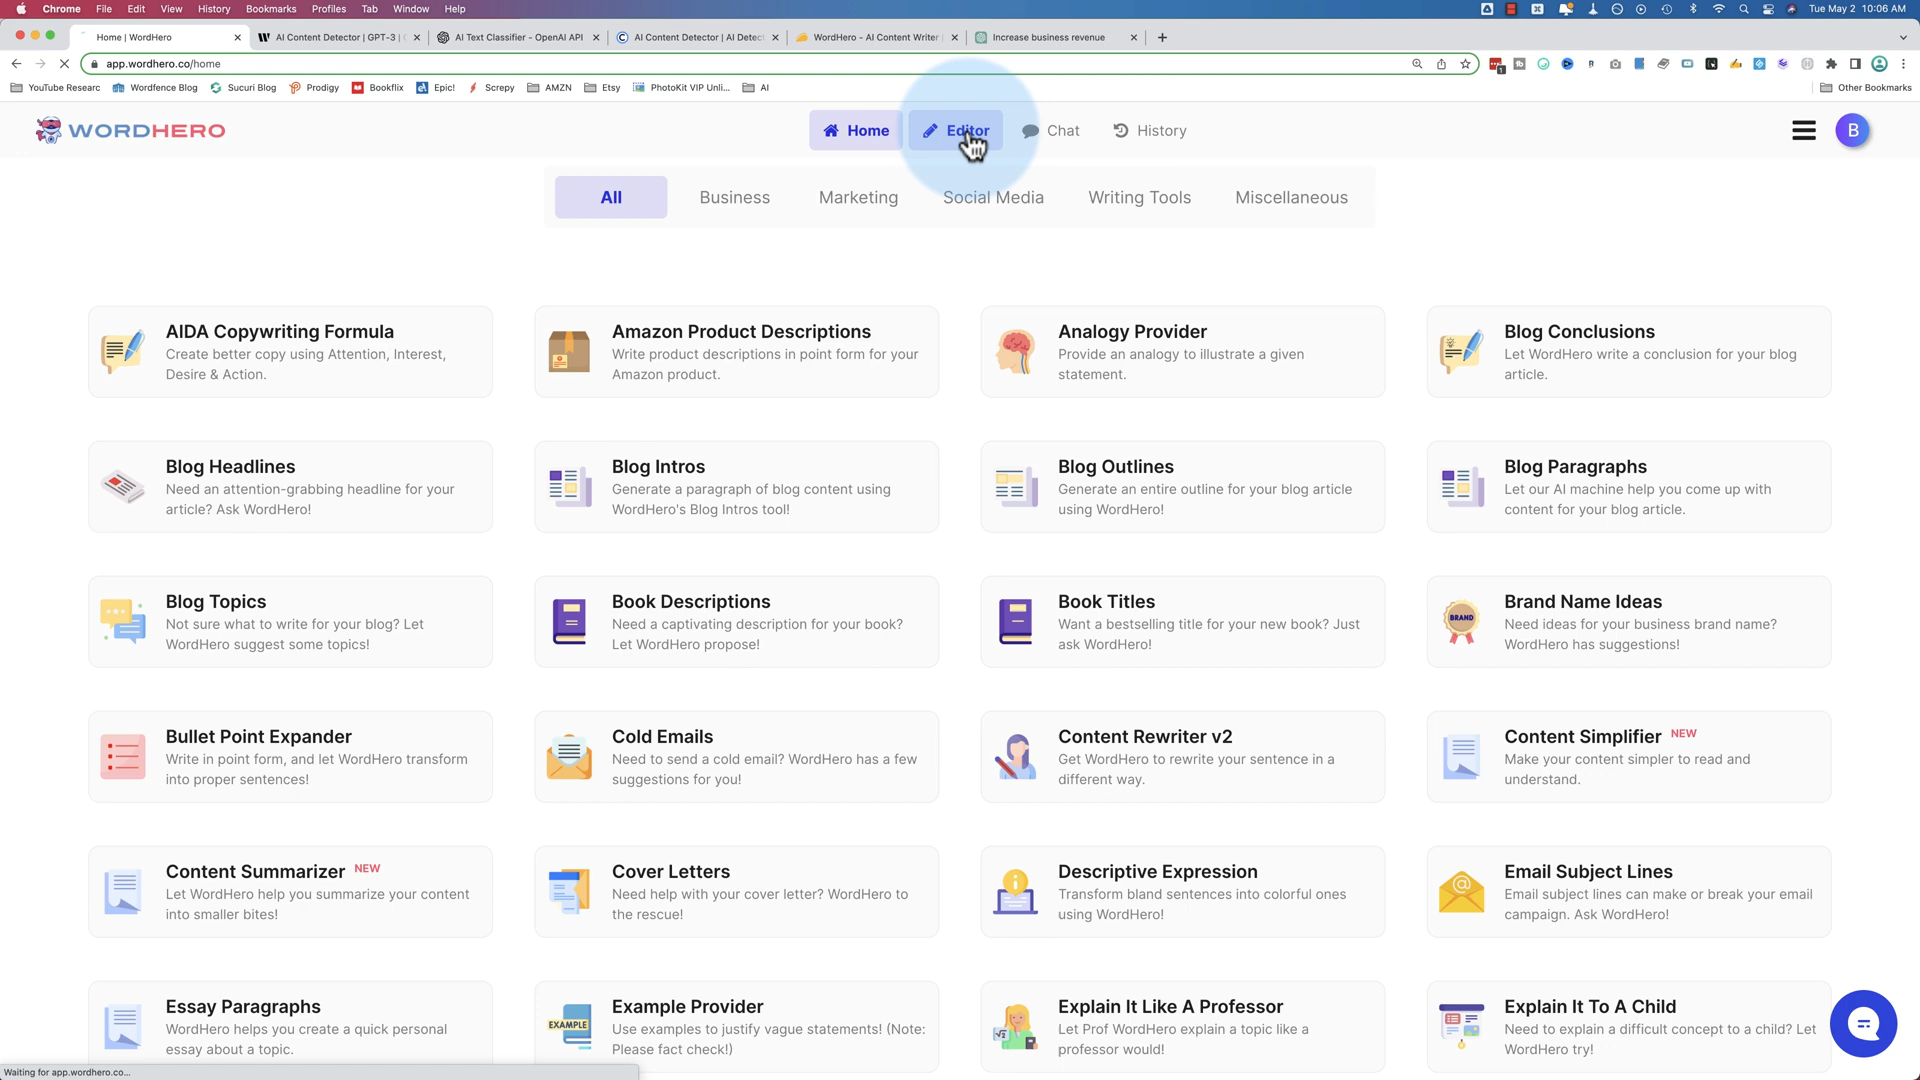 Chrome File Edit View History Bookmarks Profiles Tab Window Help
Tue May 2 10:06 AM
Home | WordHero
AI Content Detector | GPT-3 |
AI Text Classifier - OpenAI API
AI Content Detector | AI Detec
WordHero - AI Content Writer
Increase business revenue
app.wordhero.co/home
YouTube Researc
Wordfence Blog
Sucuri Blog
Prodigy
Bookflix
Epic!
Screpy
AMZN
Etsy
PhotoKit VIP Unli...
AI
Other Bookmarks
WORDHERO
Home
Editor
Chat
History
B
All
Business
Marketing
Social Media
Writing Tools
Miscellaneous
AIDA Copywriting Formula
Create better copy using Attention, Interest,
Desire & Action.
Amazon Product Descriptions
Write product descriptions in point form for your
Amazon product.
Analogy Provider
Provide an analogy to illustrate a given
statement.
Blog Conclusions
Let WordHero write a conclusion for your blog
article.
Blog Headlines
Need an attention-grabbing headline for your
article? Ask WordHero!
Blog Intros
Generate a paragraph of blog content using
WordHero's Blog Intros tool!
Blog Outlines
Generate an entire outline for your blog article
using WordHero!
Blog Paragraphs
Let our AI machine help you come up with
content for your blog article.
Blog Topics
Not sure what to write for your blog? Let
WordHero suggest some topics!
Book Descriptions
Need a captivating description for your book?
Let WordHero propose!
Book Titles
Want a bestselling title for your new book? Just
ask WordHero!
BRAND
Brand Name Ideas
Need ideas for your business brand name?
WordHero has suggestions!
Bullet Point Expander
Write in point form, and let WordHero transform
into proper sentences!
Cold Emails
Need to send a cold email? WordHero has a few
suggestions for you!
Content Rewriter v2
Get WordHero to rewrite your sentence in a
different way.
Content Simplifier NEW
Make your content simpler to read and
understand.
Content Summarizer NEW
Let WordHero help you summarize your content
into smaller bites!
Cover Letters
Need help with your cover letter? WordHero to
the rescue!
Descriptive Expression
Transform bland sentences into colorful ones
using WordHero!
Email Subject Lines
Email subject lines can make or break your email
campaign. Ask WordHero!
Essay Paragraphs
WordHero helps you create a quick personal
essay about a topic.
EXAMPLE
Example Provider
Use examples to justify vague statements! (Note:
Please fact check!)
Explain It Like A Professor
Let Prof WordHero explain a topic like a
professor would!
Explain It To A Child
Need to explain a difficult concept to a child? Let
WordHero try!
Waiting for app.wordhero.co...